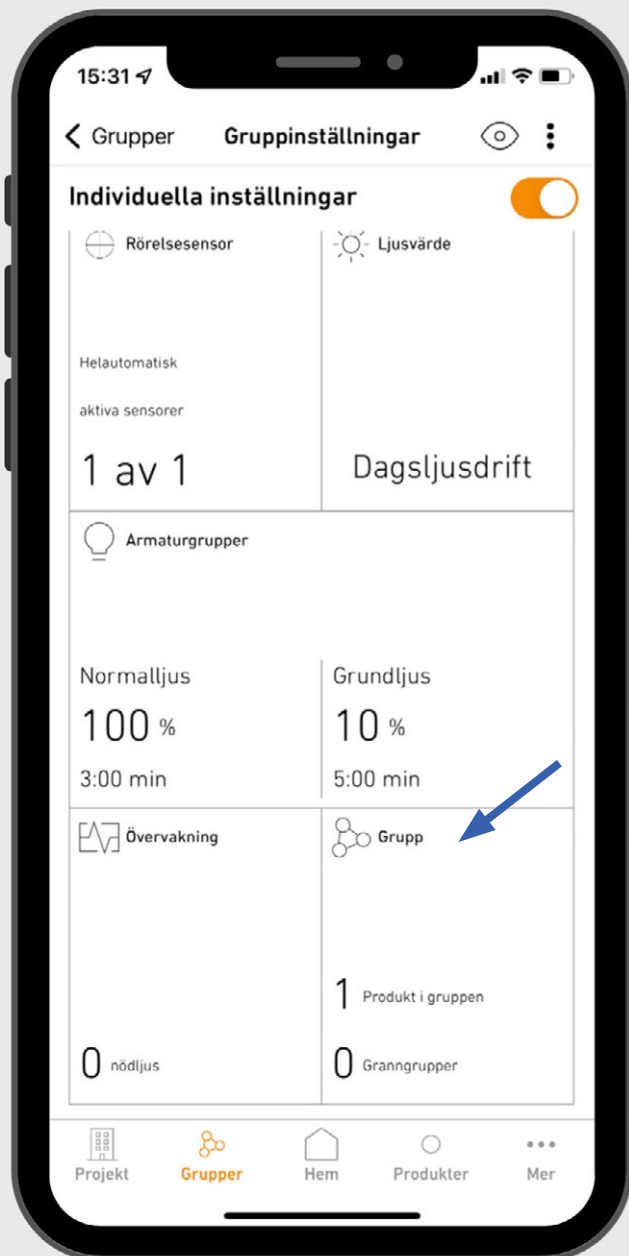 15:31
Grupper Gruppinställningar
Individuella inställningar
Rörelsesensor
Helautomatisk
aktiva sensorer
1 av 1
Ljusvärde
Dagsljusdrift
Armaturgrupper
Normalljus
100 %
3:00 min
Grundljus
10 %
5:00 min
Övervakning
0 nödljus
Grupp
1 Produkt i gruppen
0 Granngrupper
Projekt Grupper Hem Produkter Mer